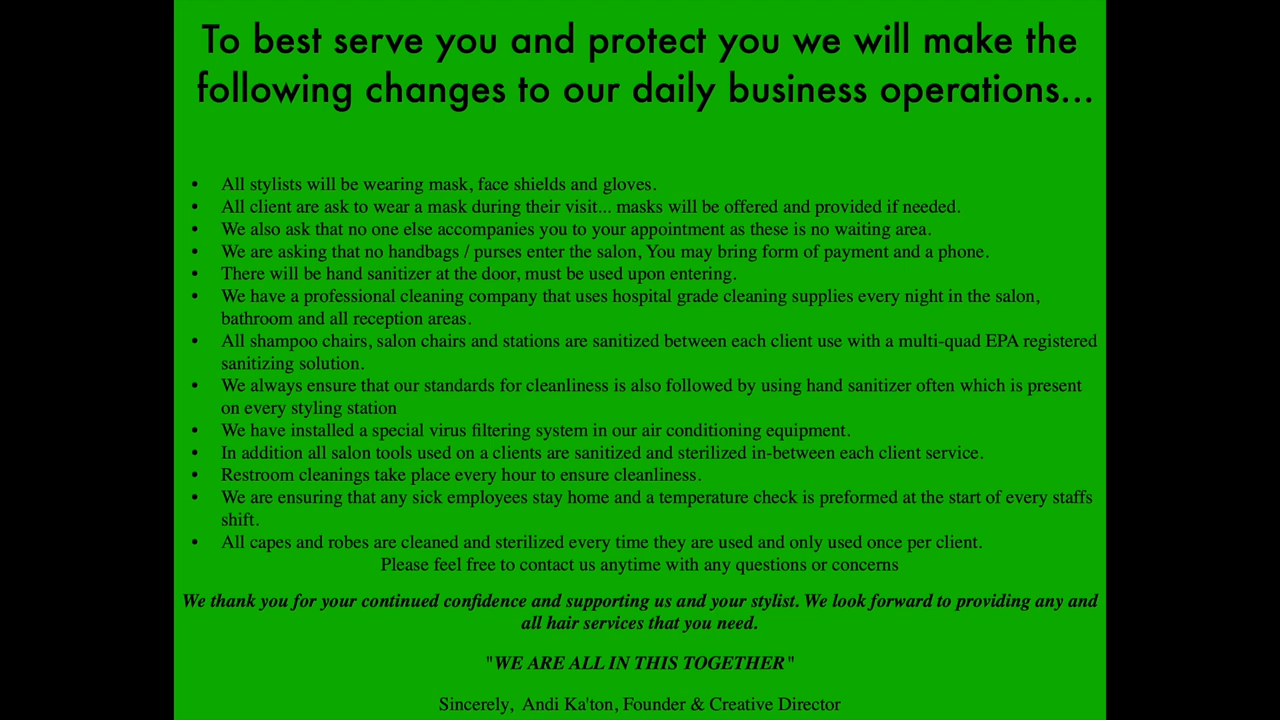 To best serve you and protect you we will make the
following changes to our daily business operations...
• All stylists will be wearing mask, face shields and gloves.
• All client are ask to wear a mask during their visit... masks will be offered and provided if needed.
• We also ask that no one else accompanies you to your appointment as these is no waiting area.
• We are asking that no handbags / purses enter the salon, You may bring form of payment and a phone.
• There will be hand sanitizer at the door, must be used upon entering.
• We have a professional cleaning company that uses hospital grade cleaning supplies every night in the salon,
bathroom and all reception areas.
• All shampoo chairs, salon chairs and stations are sanitized between each client use with a multi-quad EPA registered
sanitizing solution.
• We always ensure that our standards for cleanliness is also followed by using hand sanitizer often which is present
on every styling station
• We have installed a special virus filtering system in our air conditioning equipment.
• In addition all salon tools used on a clients are sanitized and sterilized in-between each client service.
• Restroom cleanings take place every hour to ensure cleanliness.
• We are ensuring that any sick employees stay home and a temperature check is preformed at the start of every staffs
shift.
• All capes and robes are cleaned and sterilized every time they are used and only used once per client.
Please feel free to contact us anytime with any questions or concerns
We thank you for your continued confidence and supporting us and your stylist. We look forward to providing any and
all hair services that you need.
"WE ARE ALL IN THIS TOGETHER"
Sincerely, Andi Ka'ton, Founder & Creative Director